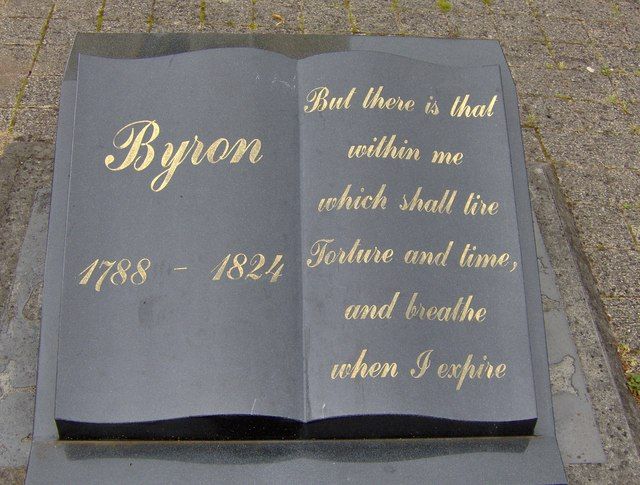 Byron
1788 - 1824
But there is that
within me
which shall tire
Torture and time,
and breathe
when I expire